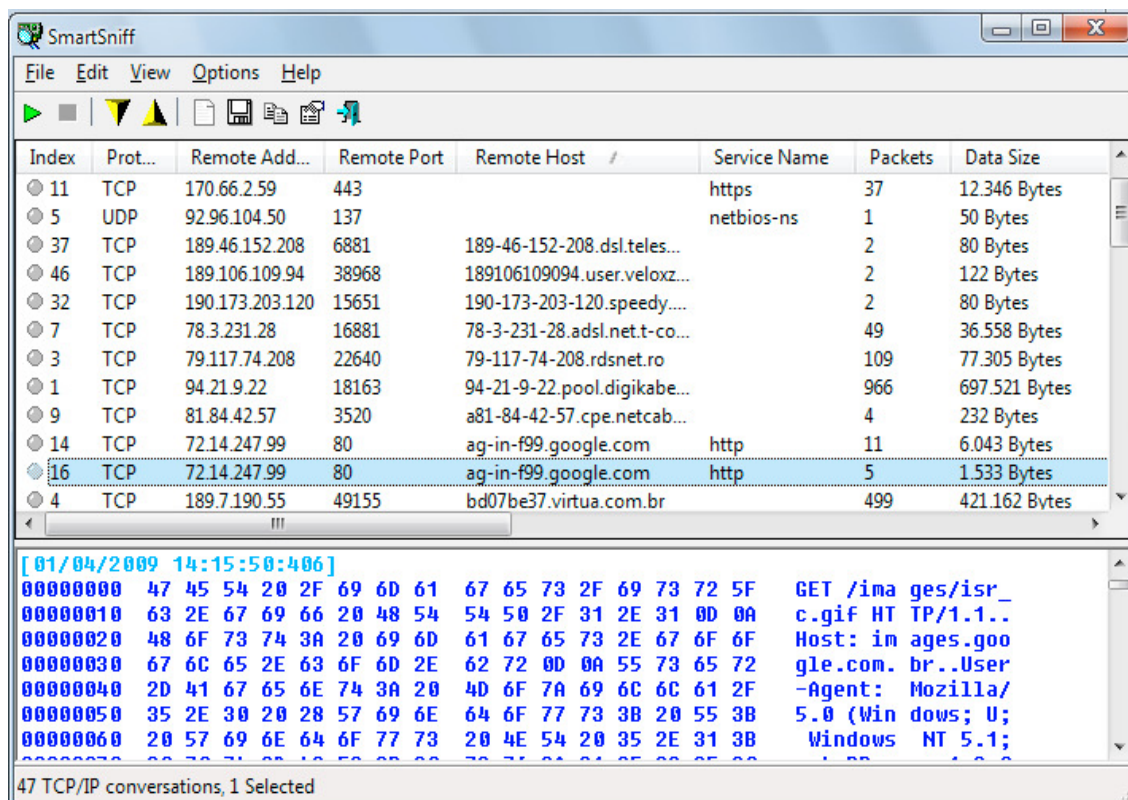 SmartSniff
File Edit View Options Help
Index Prot... Remote Add... Remote Port Remote Host / Service Name Packets Data Size
11 TCP 170.66.2.59 443 https 37 12.346 Bytes
5 UDP 92.96.104.50 137 netbios-ns 1 50 Bytes
37 TCP 189.46.152.208 6881 189-46-152-208.dsl.teles... 2 80 Bytes
46 TCP 189.106.109.94 38968 189106109094.user.veloxz... 2 122 Bytes
32 TCP 190.173.203.120 15651 190-173-203-120.speedy.... 2 80 Bytes
7 TCP 78.3.231.28 16881 78-3-231-28.adsl.net.t-co... 49 36.558 Bytes
3 TCP 79.117.74.208 22640 79-117-74-208.rdsnet.ro 109 77.305 Bytes
1 TCP 94.21.9.22 18163 94-21-9-22.pool.digikabe... 966 697.521 Bytes
9 TCP 81.84.42.57 3520 a81-84-42-57.cpe.netcab... 4 232 Bytes
14 TCP 72.14.247.99 80 ag-in-f99.google.com http 11 6.043 Bytes
16 TCP 72.14.247.99 80 ag-in-f99.google.com http 5 1.533 Bytes
4 TCP 189.7.190.55 49155 bd07be37.virtua.com.br 499 421.162 Bytes
[01/04/2009 14:15:50:406]
00000000 47 45 54 20 2F 69 6D 61 67 65 73 2F 69 73 72 5F GET /ima ges/isr_
00000010 63 2E 67 69 66 20 48 54 54 50 2F 31 2E 31 0D 0A c.gif HT TP/1.1..
00000020 48 6F 73 74 3A 20 69 6D 61 67 65 73 2E 67 6F 6F Host: im ages.goo
00000030 67 6C 65 2E 63 6F 6D 2E 62 72 0D 0A 55 73 65 72 gle.com. br..User
00000040 2D 41 67 65 6E 74 3A 20 4D 6F 7A 69 6C 6C 61 2F -Agent: Mozilla/
00000050 35 2E 30 20 28 57 69 6E 64 6F 77 73 3B 20 55 3B 5.0 (Win dows; U;
00000060 20 57 69 6E 64 6F 77 73 20 4E 54 20 35 2E 31 3B Windows NT 5.1;
47 TCP/IP conversations, 1 Selected